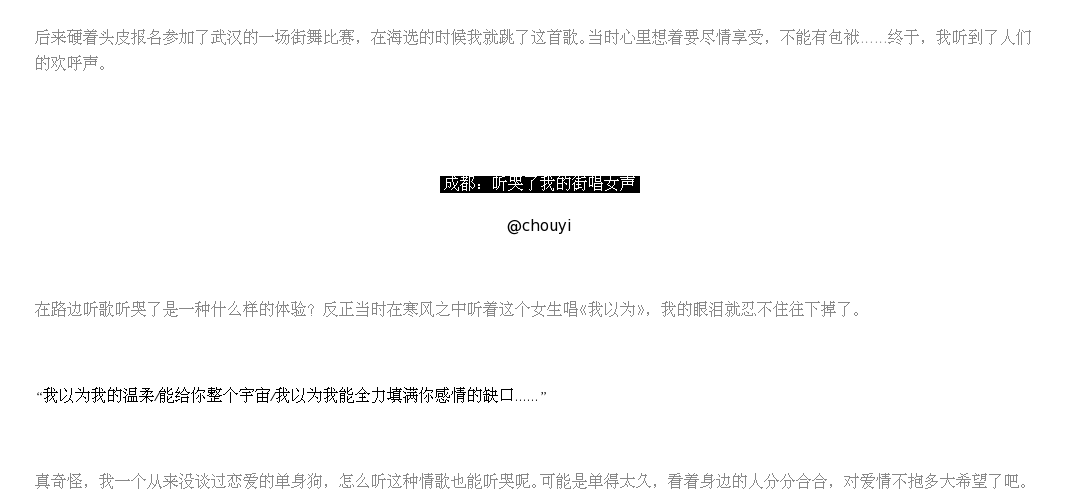 后来硬着头皮报名参加了武汉的一场街舞比赛，在海选的时候我就跳了这首歌。当时心里想着要尽情享受，不能有包袱……终于，我听到了人们
的欢呼声。
成都：听哭了我的街唱女声
@chouyi
在路边听歌听哭了是一种什么样的体验？反正当时在寒风之中听着这个女生唱《我以为》，我的眼泪就忍不住往下掉了。
“我以为我的温柔/能给你整个宇宙/我以为我能全力填满你感情的缺口……”
真奇怪，我一个从来没谈过恋爱的单身狗，怎么听这种情歌也能听哭呢。可能是单得太久，看着身边的人分分合合，对爱情不抱多大希望了吧。